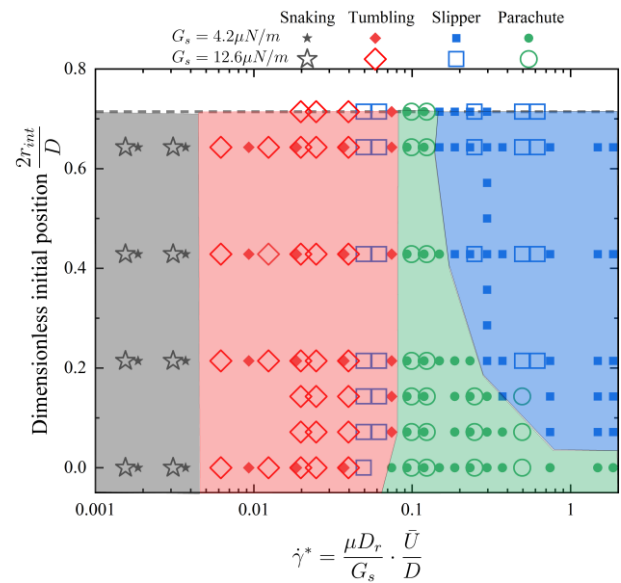 Snaking Tumbling Slipper Parachute
G_s = 4.2μN/m
G_s = 12.6μN/m
0.8
0.6
0.4
0.2
0.0
Dimensionless initial position 2r_int/D
0.001 0.01 0.1 1
γ̇* = μD_r/G_s · Ū/D